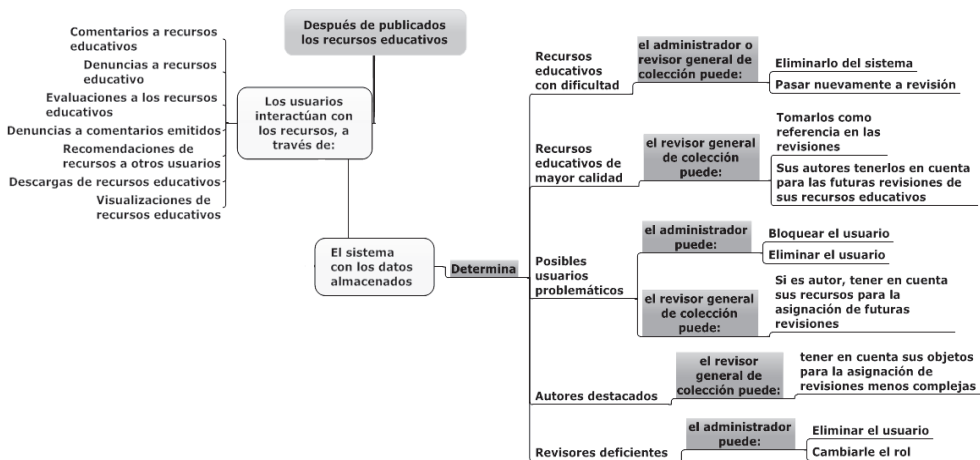 Después de publicados
los recursos educativos
Comentarios a recursos
educativos
Denuncias a recursos
educativo
Evaluaciones a los recursos
educativos
Denuncias a comentarios emitidos
Recomendaciones de
recursos a otros usuarios
Descargas de recursos educativos
Visualizaciones de
recursos educativos
Los usuarios
interactúan con
los recursos, a
través de:
El sistema
con los datos
almacenados
Determina
Recursos
educativos
con dificultad
el administrador o
revisor general de
colección puede:
Eliminarlo del sistema
Pasar nuevamente a revisión
Recursos
educativos de
mayor calidad
el revisor general
de colección
puede:
Tomarlos como
referencia en las
revisiones
Sus autores tenerlos en cuenta
para las futuras revisiones de
sus recursos educativos
Posibles
usuarios
problemáticos
el administrador
puede:
Bloquear el usuario
Eliminar el usuario
el revisor general
de colección
puede:
Si es autor, tener en cuenta
sus recursos para la
asignación de futuras
revisiones
Autores destacados
el revisor
general de
colección puede:
tener en cuenta sus objetos
para la asignación de
revisiones menos complejas
Revisores deficientes
el administrador
puede:
Eliminar el usuario
Cambiarle el rol